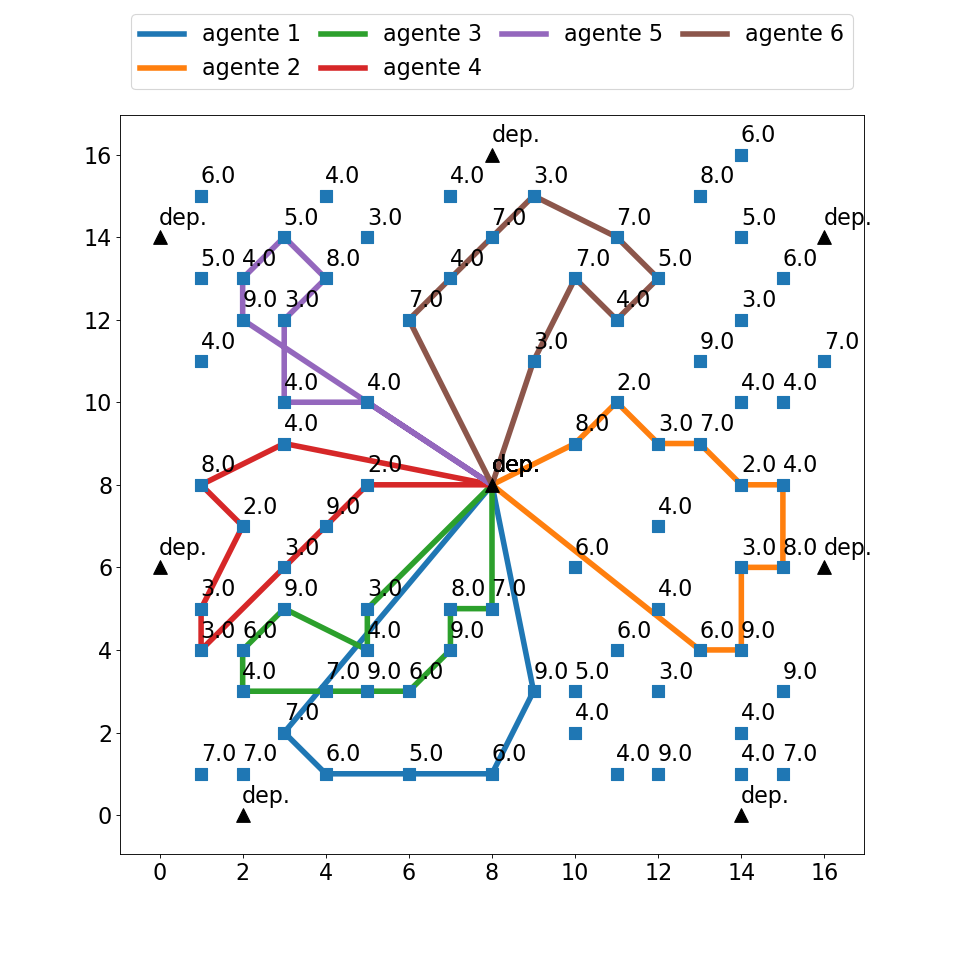 agente 1 agente 3 agente 5 agente 6
agente 2 agente 4
dep. 6.0
6.0 4.0 4.0 3.0 8.0
dep. 5.0 3.0 7.0 7.0 5.0 dep.
5.0 4.0 8.0 4.0 7.0 5.0 6.0
9.0 3.0 7.0 4.0 3.0
4.0 3.0 9.0 7.0
4.0 4.0 2.0 4.0 4.0
4.0 8.0 3.0 7.0
8.0 2.0 dep. 2.0 4.0
2.0 9.0 4.0
dep. 3.0 6.0 3.0 8.0 dep.
3.0 9.0 3.0 8.0 7.0 4.0
3.0 6.0 4.0 9.0 6.0 6.0 9.0
4.0 7.0 9.0 6.0 9.0 5.0 3.0 9.0
7.0 4.0 4.0
7.0 7.0 6.0 5.0 6.0 4.0 9.0 4.0 7.0
dep. dep.
16
14
12
10
8
6
4
2
0
0 2 4 6 8 10 12 14 16